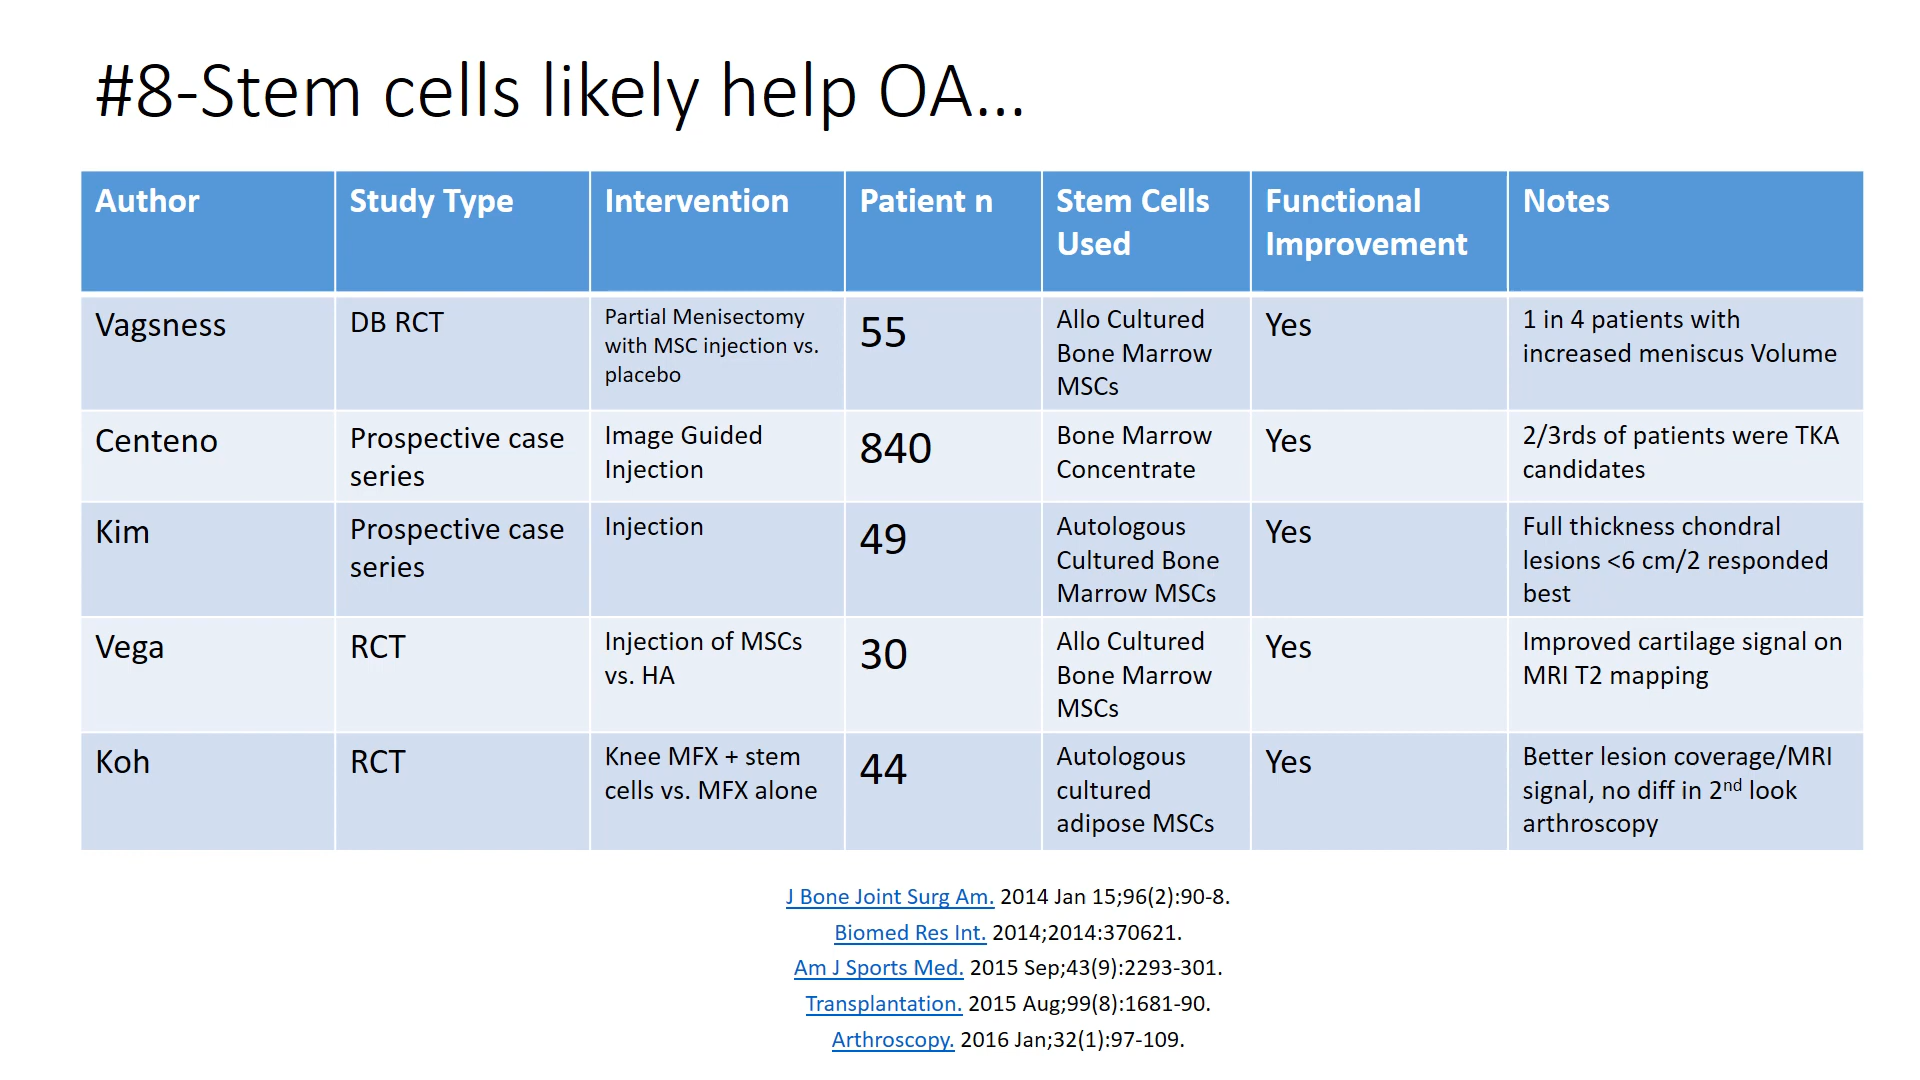 #8-Stem cells likely help OA...
Author
Study Type
Intervention
Patient n
Stem Cells
Used
Functional
Improvement
Notes
Vagsness
DB RCT
Partial Menisectomy
with MSC injection vs.
placebo
55
Allo Cultured
Bone Marrow
MSCs
Yes
1 in 4 patients with
increased meniscus Volume
Centeno
Prospective case
series
Image Guided
Injection
840
Bone Marrow
Concentrate
Yes
2/3rds of patients were TKA
candidates
Kim
Prospective case
series
Injection
49
Autologous
Cultured Bone
Marrow MSCs
Yes
Full thickness chondral
lesions <6 cm/2 responded
best
Vega
RCT
Injection of MSCs
vs. HA
30
Allo Cultured
Bone Marrow
MSCs
Yes
Improved cartilage signal on
MRI T2 mapping
Koh
RCT
Knee MFX + stem
cells vs. MFX alone
44
Autologous
cultured
adipose MSCs
Yes
Better lesion coverage/MRI
signal, no diff in 2nd look
arthroscopy
J Bone Joint Surg Am. 2014 Jan 15;96(2):90-8.
Biomed Res Int. 2014;2014:370621.
Am J Sports Med. 2015 Sep;43(9):2293-301.
Transplantation. 2015 Aug;99(8):1681-90.
Arthroscopy. 2016 Jan;32(1):97-109.